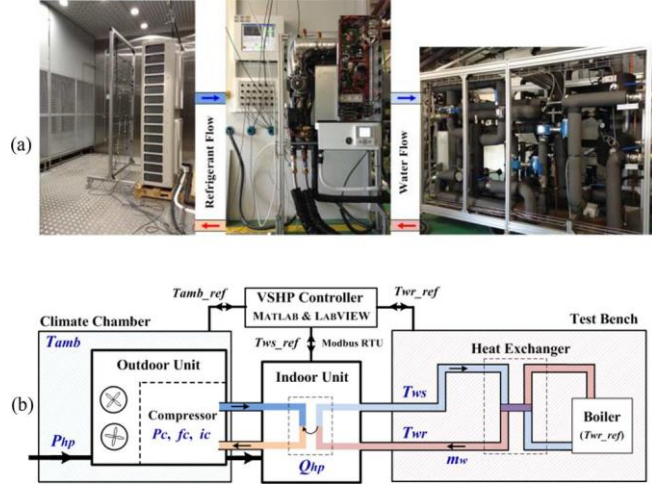 (a)
Refrigerant Flow
Water Flow
Tamb_ref
VSHP Controller
MATLAB & LABVIEW
Twr_ref
Climate Chamber
Tws_ref
Modbus RTU
Test Bench
Tamb
Outdoor Unit
Indoor Unit
Heat Exchanger
(b)
Compressor
Pc, fc, ic
Tws
Boiler
(Twr_ref)
Php
Twr
Qhp
mw